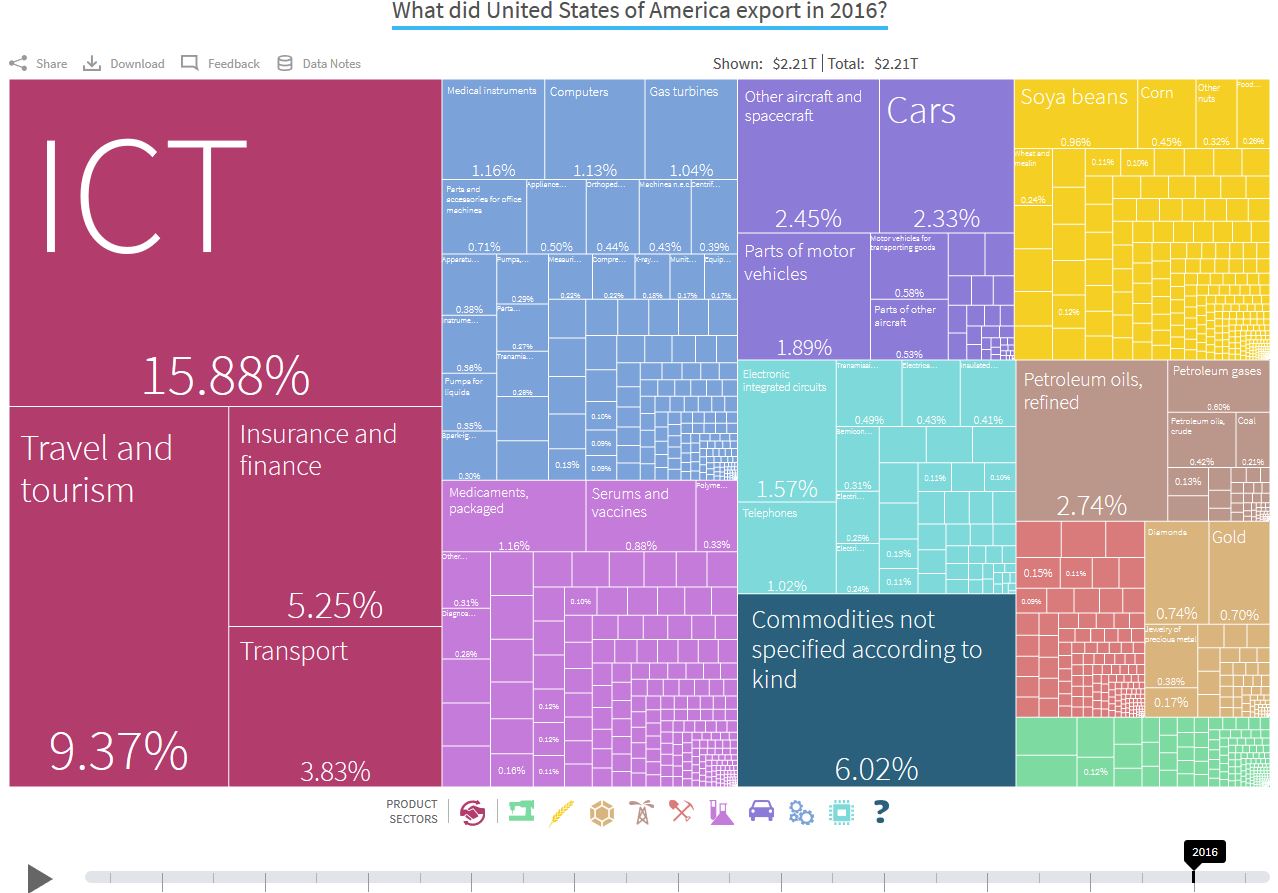 What did United States of America export in 2016?
Share
Download
Feedback
Data Notes
Shown: $2.21T | Total: $2.21T
ICT
15.88%
Travel and
tourism
9.37%
Insurance and
finance
5.25%
Transport
3.83%
Medical instruments
1.16%
Computers
1.13%
Gas turbines
1.04%
Parts and
accessories for office
machines
0.71%
Appliance...
0.50%
Orthoped...
0.44%
Machines n.e.c.
0.43%
Centrif...
0.39%
Apparatu...
0.38%
Pumps,...
0.29%
Measuri...
0.22%
Compre...
0.22%
X-ray...
0.18%
Munit...
0.17%
Equip...
0.17%
Instrume...
0.36%
Parts...
0.27%
Pumps for
liquids
0.35%
Transmis...
0.26%
Spark-ig...
0.30%
0.10%
0.09%
0.13%
0.09%
Medicaments,
packaged
1.16%
Serums and
vaccines
0.88%
Polyme...
0.33%
Other...
0.31%
Diagnos...
0.28%
0.10%
0.12%
0.12%
0.16%
0.11%
Other aircraft and
spacecraft
2.45%
Cars
2.33%
Parts of motor
vehicles
1.89%
Motor vehicles for
transporting goods
0.58%
Parts of other
aircraft
0.53%
Electronic
integrated circuits
1.57%
Telephones
1.02%
Transmissi...
0.49%
Electrica...
0.43%
Insulated...
0.41%
Semicon...
0.31%
Electri...
0.25%
Electri...
0.24%
0.11%
0.10%
0.13%
0.11%
Commodities not
specified according to
kind
6.02%
Soya beans
0.96%
Corn
0.45%
Other
nuts
0.32%
Food...
0.26%
Wheat and
meslin
0.24%
0.11%
0.10%
0.12%
Petroleum oils,
refined
2.74%
Petroleum gases
0.60%
Petroleum oils,
crude
0.42%
Coal
0.21%
0.13%
0.15%
0.11%
0.09%
Diamonds
0.74%
Gold
0.70%
Jewelry of
precious metal
0.38%
0.17%
0.12%
PRODUCT
SECTORS
?
2016